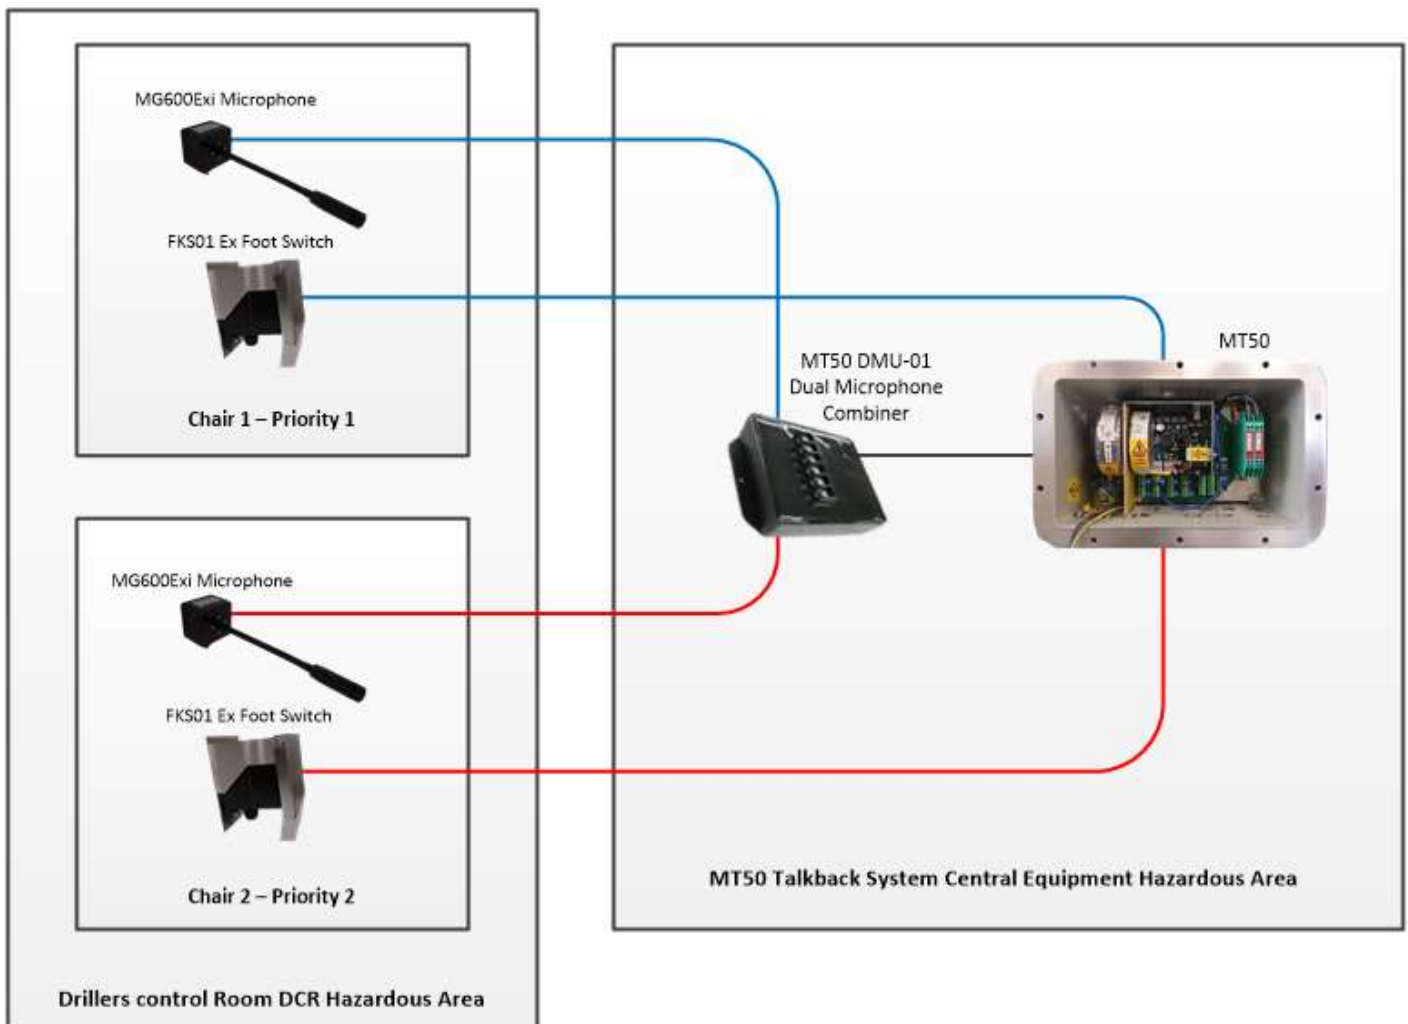 MG600Exi Microphone
FKS01 Ex Foot Switch
Chair 1 – Priority 1
MG600Exi Microphone
FKS01 Ex Foot Switch
Chair 2 – Priority 2
Drillers control Room DCR Hazardous Area
MT50 DMU-01
Dual Microphone
Combiner
MT50
MT50 Talkback System Central Equipment Hazardous Area